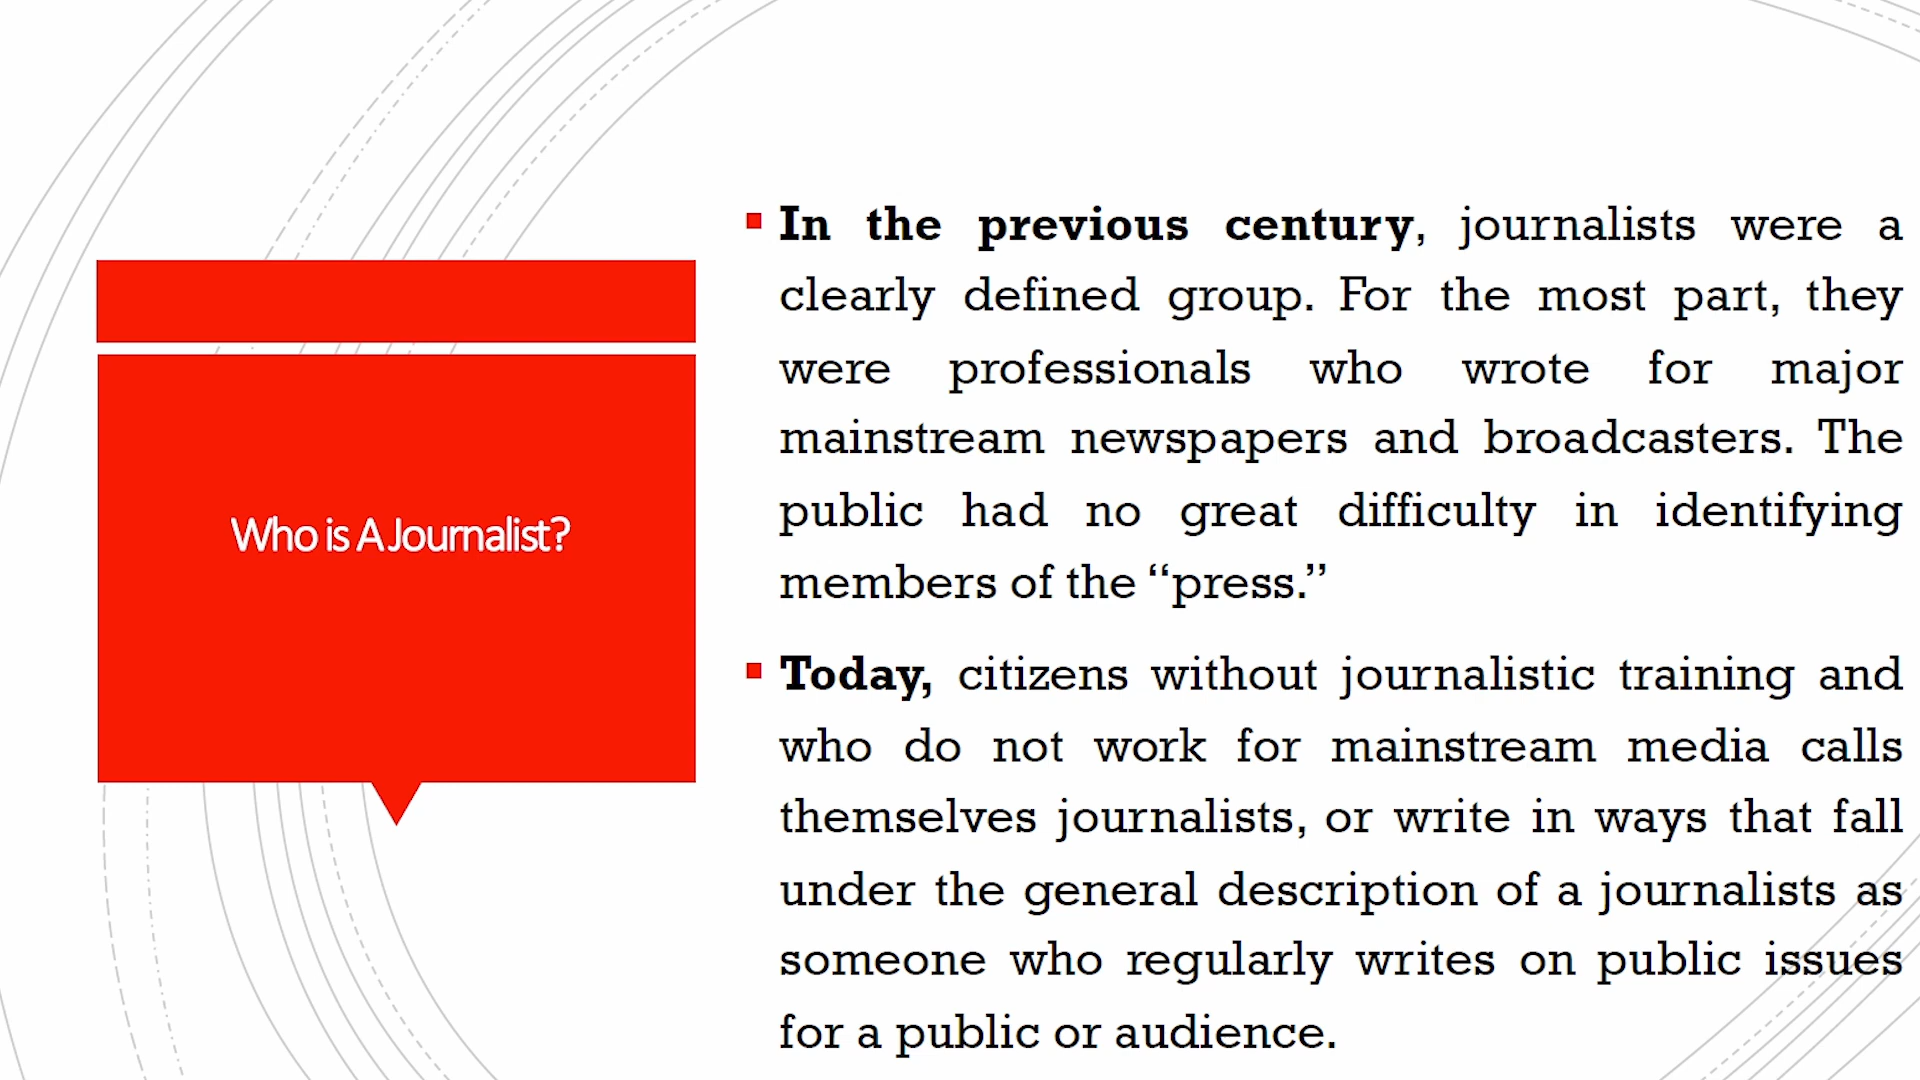 Who is A Journalist?
In the previous century, journalists were a
clearly defined group. For the most part, they
were professionals who wrote for major
mainstream newspapers and broadcasters. The
public had no great difficulty in identifying
members of the “press.”
Today, citizens without journalistic training and
who do not work for mainstream media calls
themselves journalists, or write in ways that fall
under the general description of a journalists as
someone who regularly writes on public issues
for a public or audience.